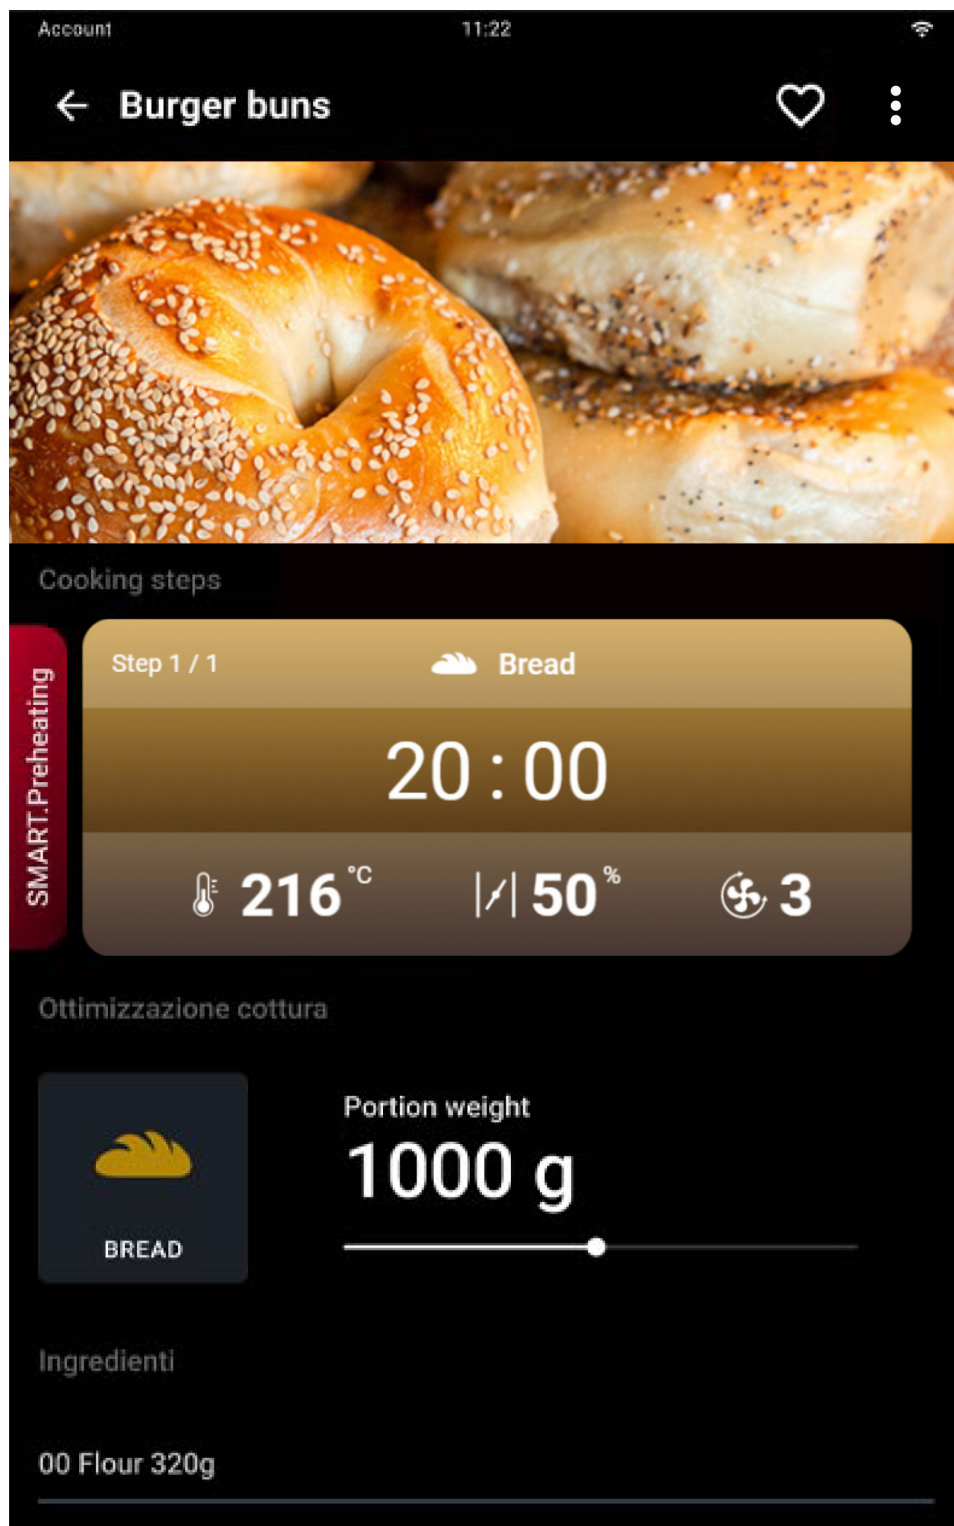 Account 11:22
Burger buns
Cooking steps
SMART.Preheating
Step 1 / 1 Bread
20 : 00
216 °C 50 % 3
Ottimizzazione cottura
Portion weight
1000 g
BREAD
Ingredienti
00 Flour 320g